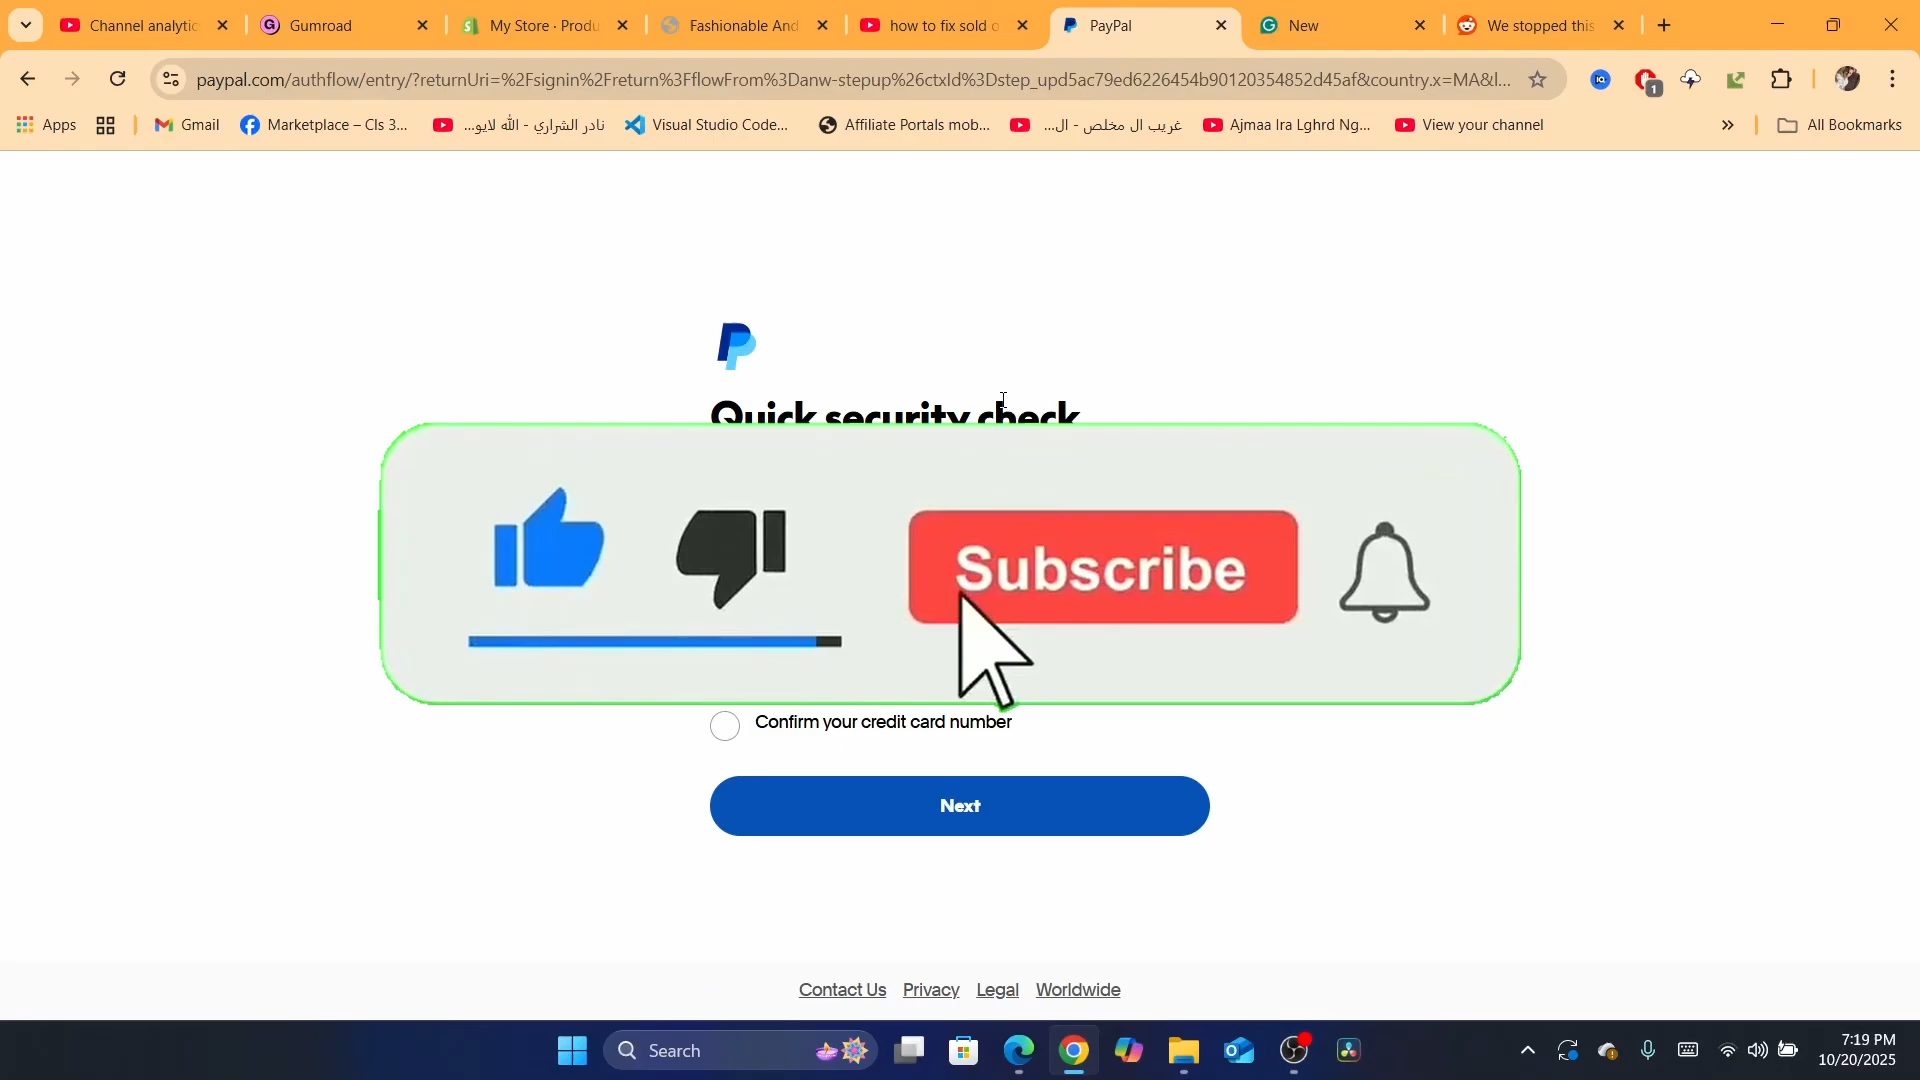 Channel analytic
Gumroad
My Store · Produ
Fashionable And
how to fix sold o
PayPal
New
We stopped this
paypal.com/authflow/entry/?returnUri=%2Fsignin%2Freturn%3FflowFrom%3Danw-stepup%26ctxId%3Dstep_upd5ac79ed6226454b90120354852d45af&country.x=MA&l...
1
Apps
Gmail
Marketplace – Cls 3...
نادر الشراري - الله لايو...
Visual Studio Code...
Affiliate Portals mob...
غريب ال مخلص - ال...
Ajmaa Ira Lghrd Ng...
View your channel
All Bookmarks
Quick security check
Subscribe
Confirm your credit card number
Next
Contact Us
Privacy
Legal
Worldwide
Search
7:19 PM
10/20/2025